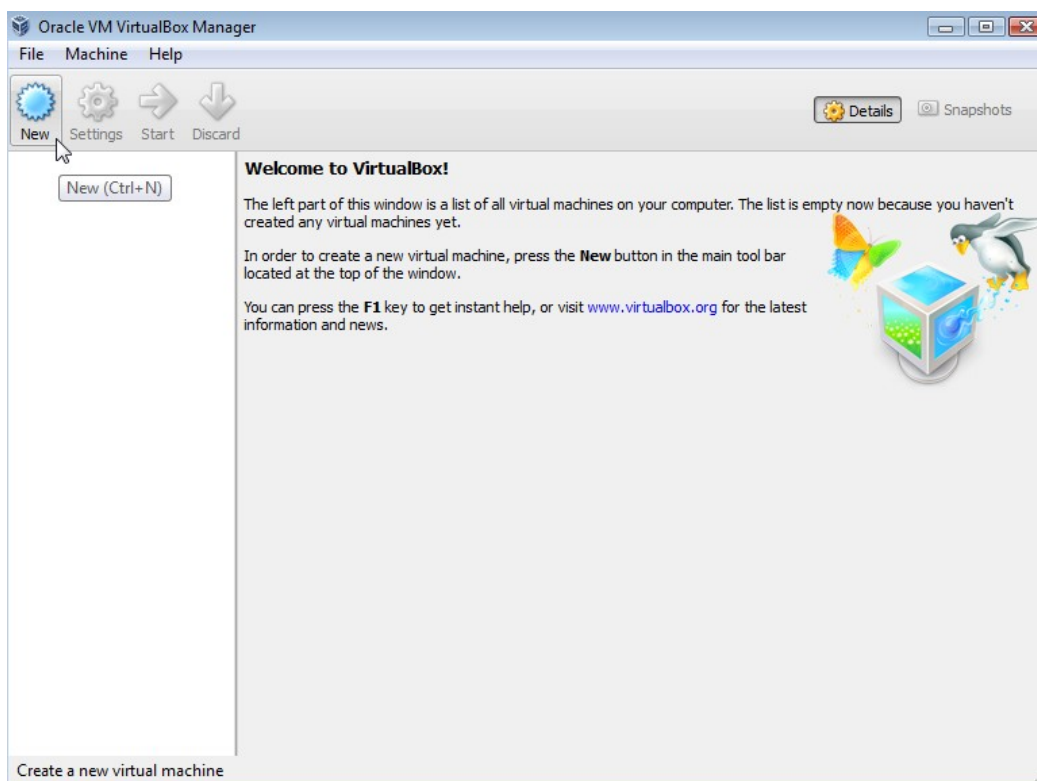 Oracle VM VirtualBox Manager
File Machine Help
New Settings Start Discard
Details Snapshots
New (Ctrl+N)
Welcome to VirtualBox!
The left part of this window is a list of all virtual machines on your computer. The list is empty now because you haven't
created any virtual machines yet.
In order to create a new virtual machine, press the New button in the main tool bar
located at the top of the window.
You can press the F1 key to get instant help, or visit www.virtualbox.org for the latest
information and news.
Create a new virtual machine